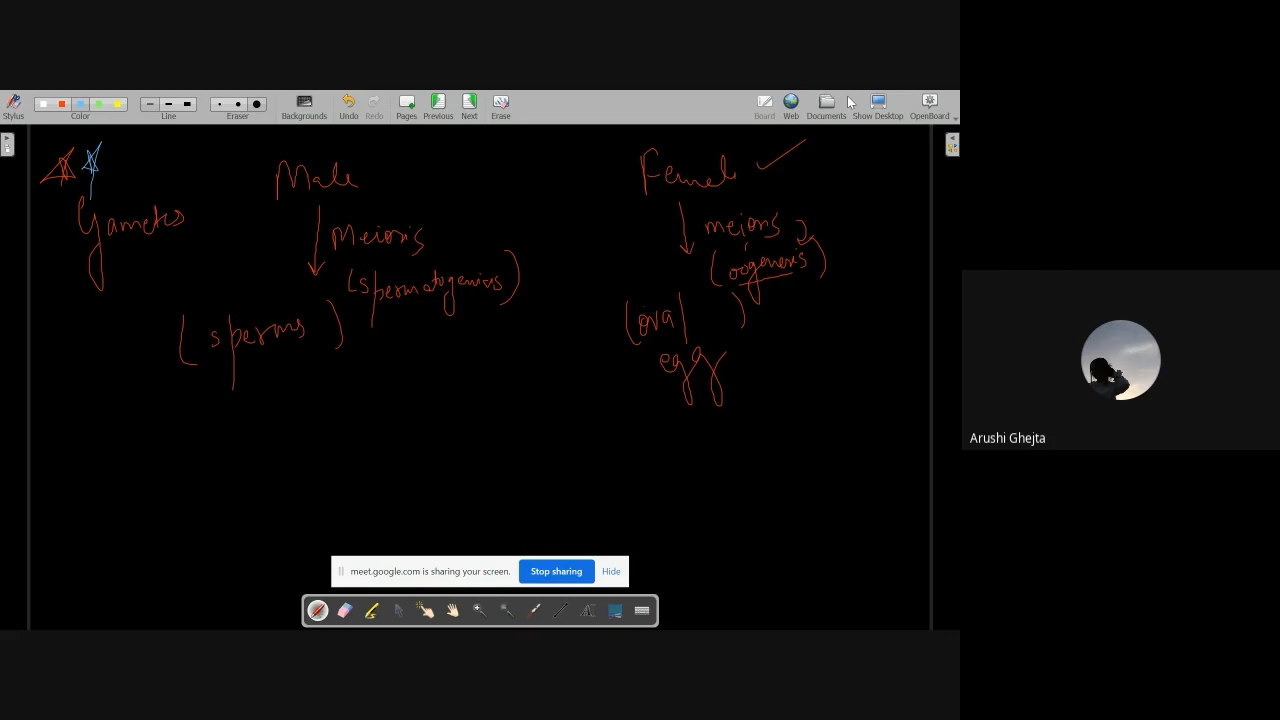 Stylus
Color
Line
Eraser
Backgrounds
Undo
Redo
Pages
Previous
Next
Erase
Board
Web
Documents
Show Desktop
OpenBoard
Gametes
Male
Meiosis
(Spermatogenisis)
(sperms)
Female
meiosis
(oogenesis)
(ova/ )
egg
Arushi Ghejta
meet.google.com is sharing your screen.
Stop sharing
Hide